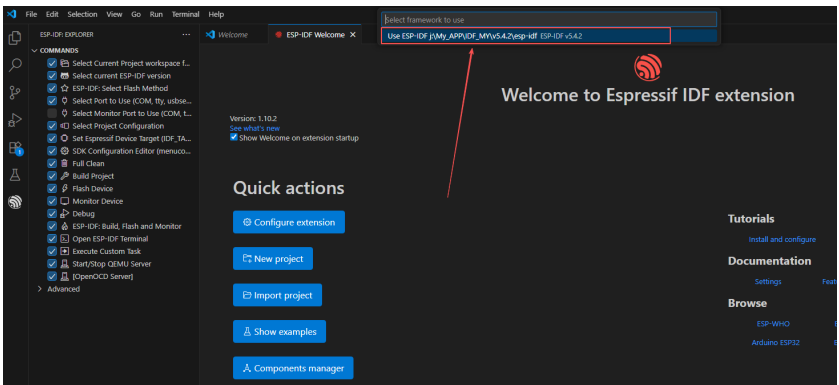 File Edit Selection View Go Run Terminal Help
Select framework to use
Use ESP-IDF j:\My_APP\IDF_MY\v5.4.2\esp-idf ESP-IDF v5.4.2
ESP-IDF: EXPLORER ...
Welcome ESP-IDF Welcome
COMMANDS
Select Current Project workspace f...
Select current ESP-IDF version
ESP-IDF: Select Flash Method
Select Port to Use (COM, tty, usbse...
Select Monitor Port to Use (COM, t...
Select Project Configuration
Set Espressif Device Target (IDF_TA...
SDK Configuration Editor (menuco...
Full Clean
Build Project
Flash Device
Monitor Device
Debug
ESP-IDF: Build, Flash and Monitor
Open ESP-IDF Terminal
Execute Custom Task
Start/Stop QEMU Server
[OpenOCD Server]
Advanced
Welcome to Espressif IDF extension
Version: 1.10.2
See what's new
Show Welcome on extension startup
Quick actions
Configure extension
New project
Import project
Show examples
Components manager
Tutorials
Install and configure
Documentation
Settings
Browse
ESP-WHO
Arduino ESP32